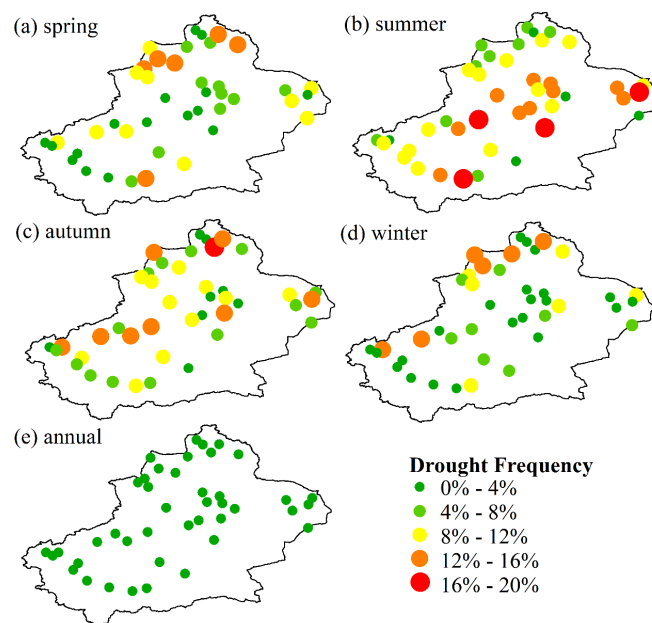 (a) spring
(b) summer
(c) autumn
(d) winter
(e) annual
Drought Frequency
0% - 4%
4% - 8%
8% - 12%
12% - 16%
16% - 20%